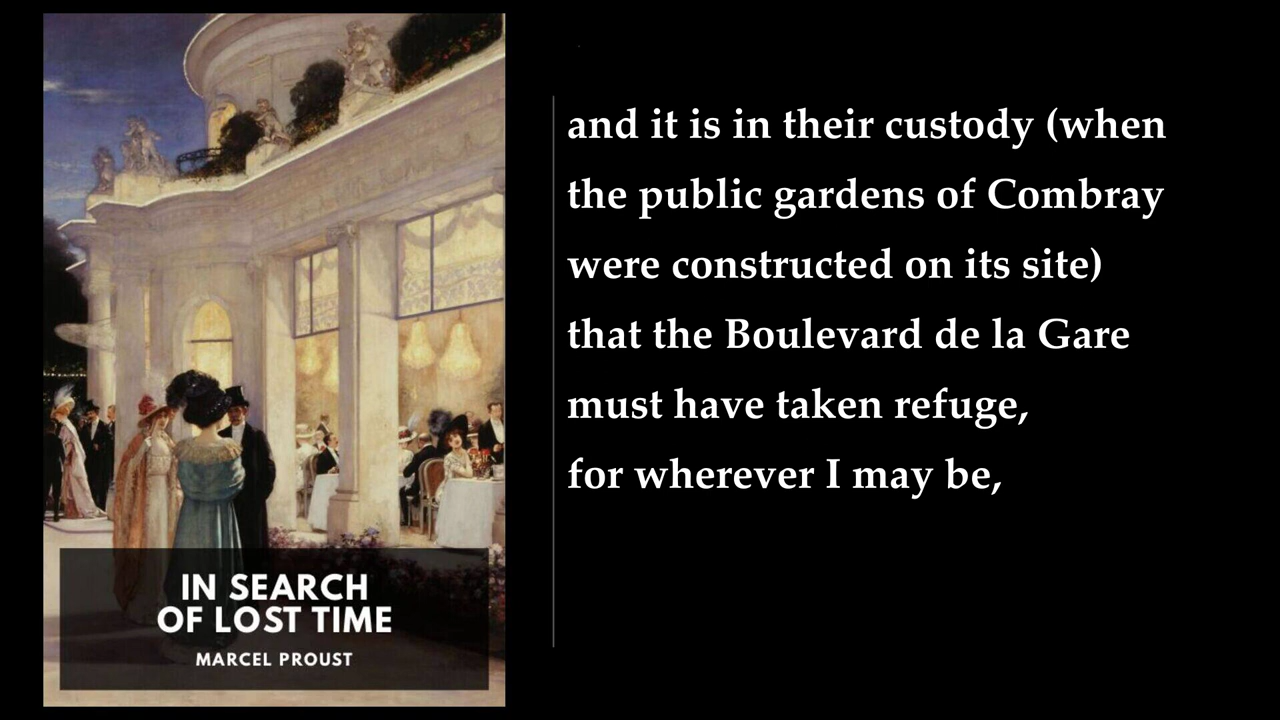 IN SEARCH
OF LOST TIME
MARCEL PROUST
and it is in their custody (when
the public gardens of Combray
were constructed on its site)
that the Boulevard de la Gare
must have taken refuge,
for wherever I may be,